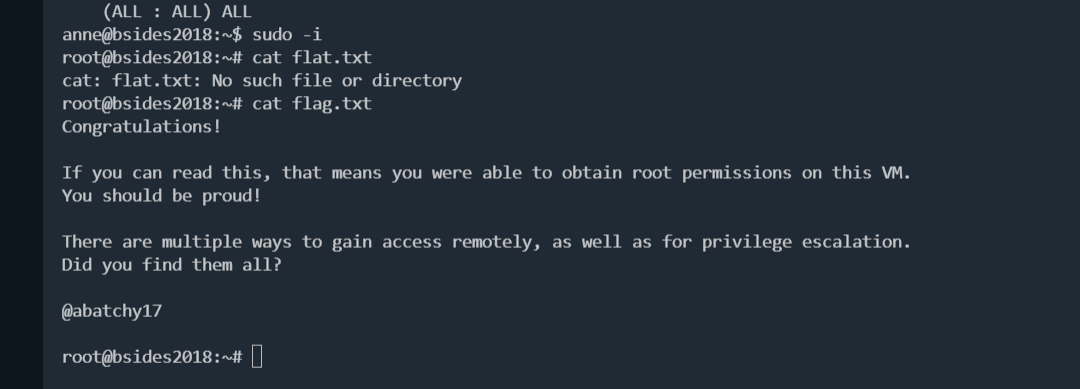 (ALL : ALL) ALL
anne@bsides2018:~$ sudo -i
root@bsides2018:~# cat flat.txt
cat: flat.txt: No such file or directory
root@bsides2018:~# cat flag.txt
Congratulations!
If you can read this, that means you were able to obtain root permissions on this VM.
You should be proud!
There are multiple ways to gain access remotely, as well as for privilege escalation.
Did you find them all?
@abatchy17
root@bsides2018:~#